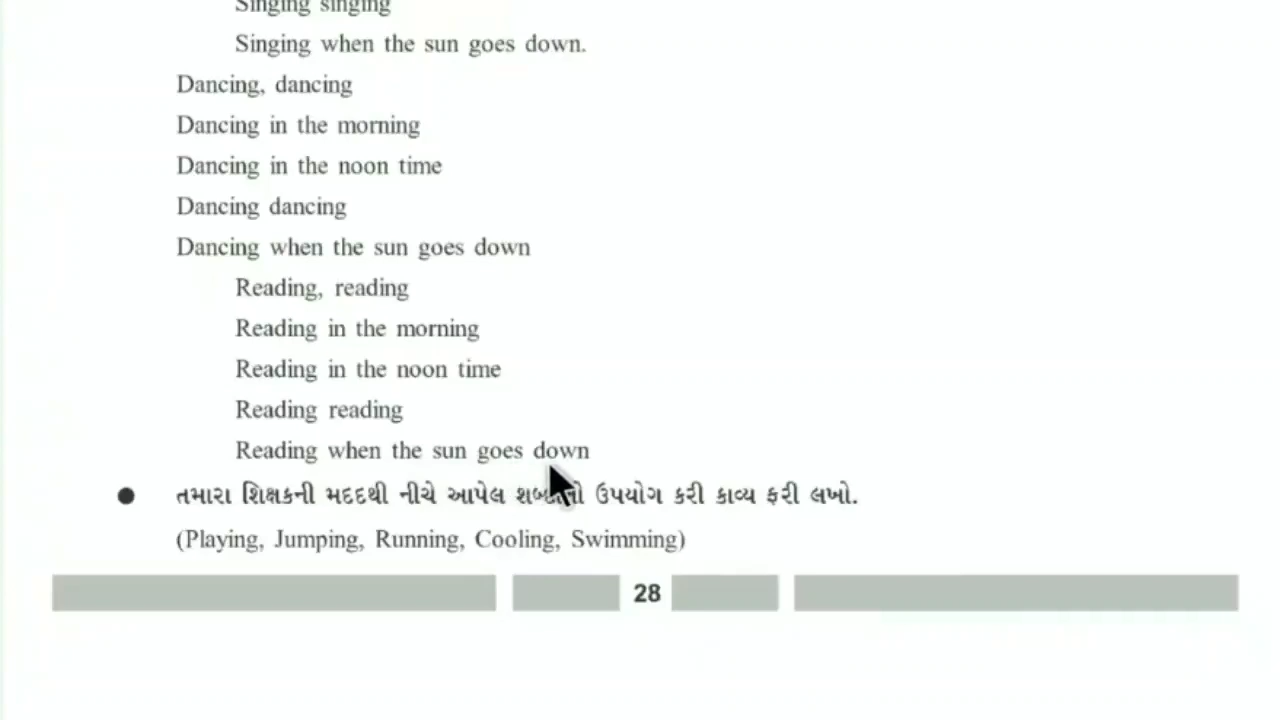 Singing singing
Singing when the sun goes down.
Dancing, dancing
Dancing in the morning
Dancing in the noon time
Dancing dancing
Dancing when the sun goes down
Reading, reading
Reading in the morning
Reading in the noon time
Reading reading
Reading when the sun goes down
તમારા શિક્ષકની મદદથી નીચે આપેલ ઉપયોગ કરી કાવ્ય ફરી લખો.
(Playing, Jumping, Running, Cooling, Swimming)
28